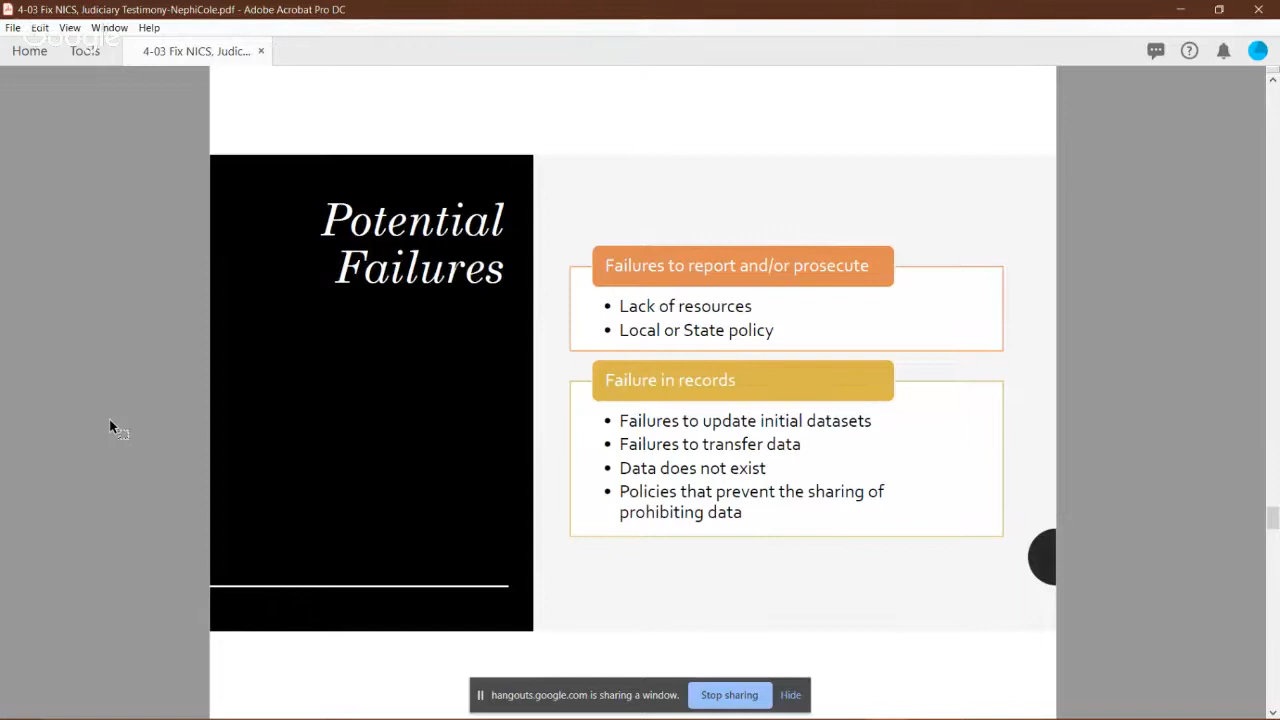 4-03 Fix NICS, Judiciary Testimony-NephiCole.pdf - Adobe Acrobat Pro DC
File Edit View Window Help
Google
Home Tools 4-03 Fix NICS, Judic... ×
Potential
Failures
Failures to report and/or prosecute
• Lack of resources
• Local or State policy
Failure in records
• Failures to update initial datasets
• Failures to transfer data
• Data does not exist
• Policies that prevent the sharing of
prohibiting data
hangouts.google.com is sharing a window. Stop sharing Hide